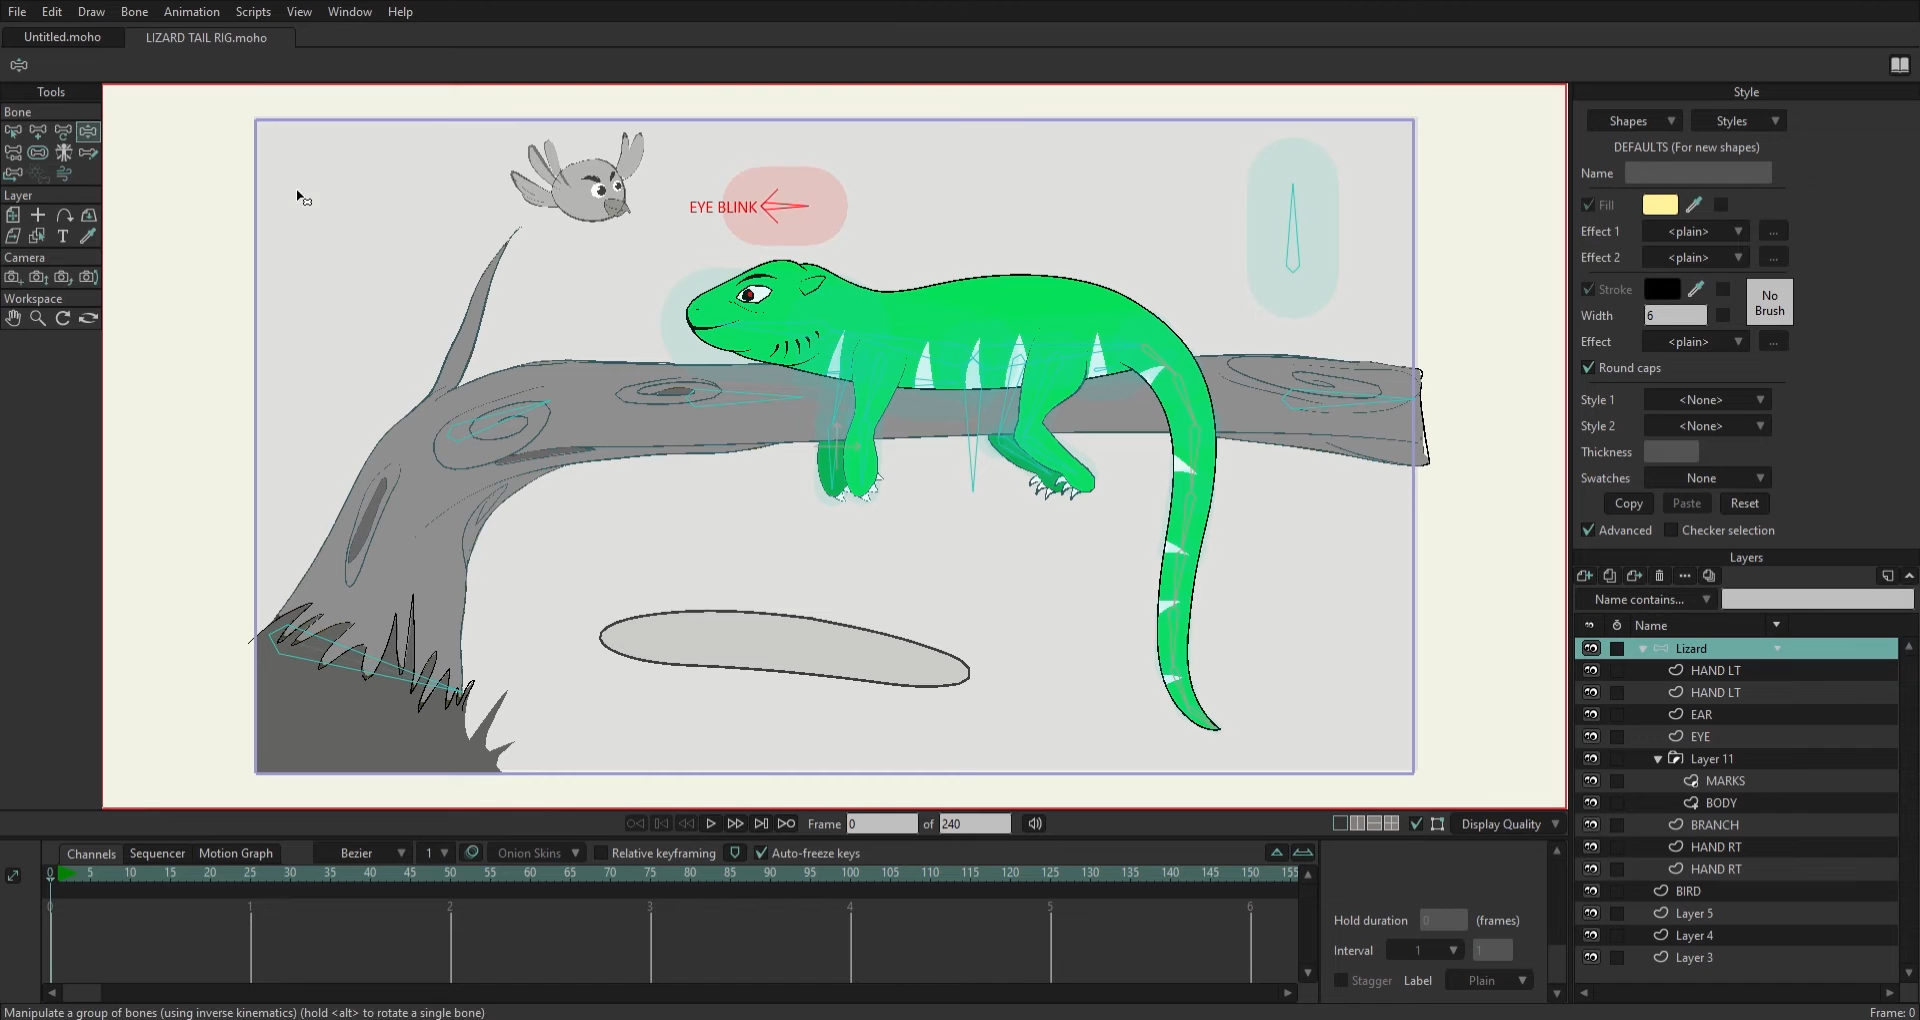 File Edit Draw Bone Animation Scripts View Window Help
Untitled.moho LIZARD TAIL RIG.moho
Tools
Bone
Layer
T
Camera
Workspace
EYE BLINK
Style
Shapes Styles
DEFAULTS (For new shapes)
Name
Fill
Effect 1 <plain> ...
Effect 2 <plain> ...
Stroke
No
Brush
Width 6
Effect <plain> ...
Round caps
Style 1 <None>
Style 2 <None>
Thickness
Swatches None
Copy Paste Reset
Advanced Checker selection
Layers
Name contains...
Name
Lizard
HAND LT
HAND LT
EAR
EYE
Layer 11
MARKS
BODY
BRANCH
HAND RT
HAND RT
BIRD
Layer 5
Layer 4
Layer 3
Frame 0 of 240 Display Quality
Channels Sequencer Motion Graph Bezier 1 Onion Skins Relative keyframing Auto-freeze keys
0 5 10 15 20 25 30 35 40 45 50 55 60 65 70 75 80 85 90 95 100 105 110 115 120 125 130 135 140 145 150 155
0 1 2 3 4 5 6
Hold duration 0 (frames)
Interval 1 1
Stagger Label Plain
Manipulate a group of bones (using inverse kinematics) (hold <alt> to rotate a single bone) Frame: 0